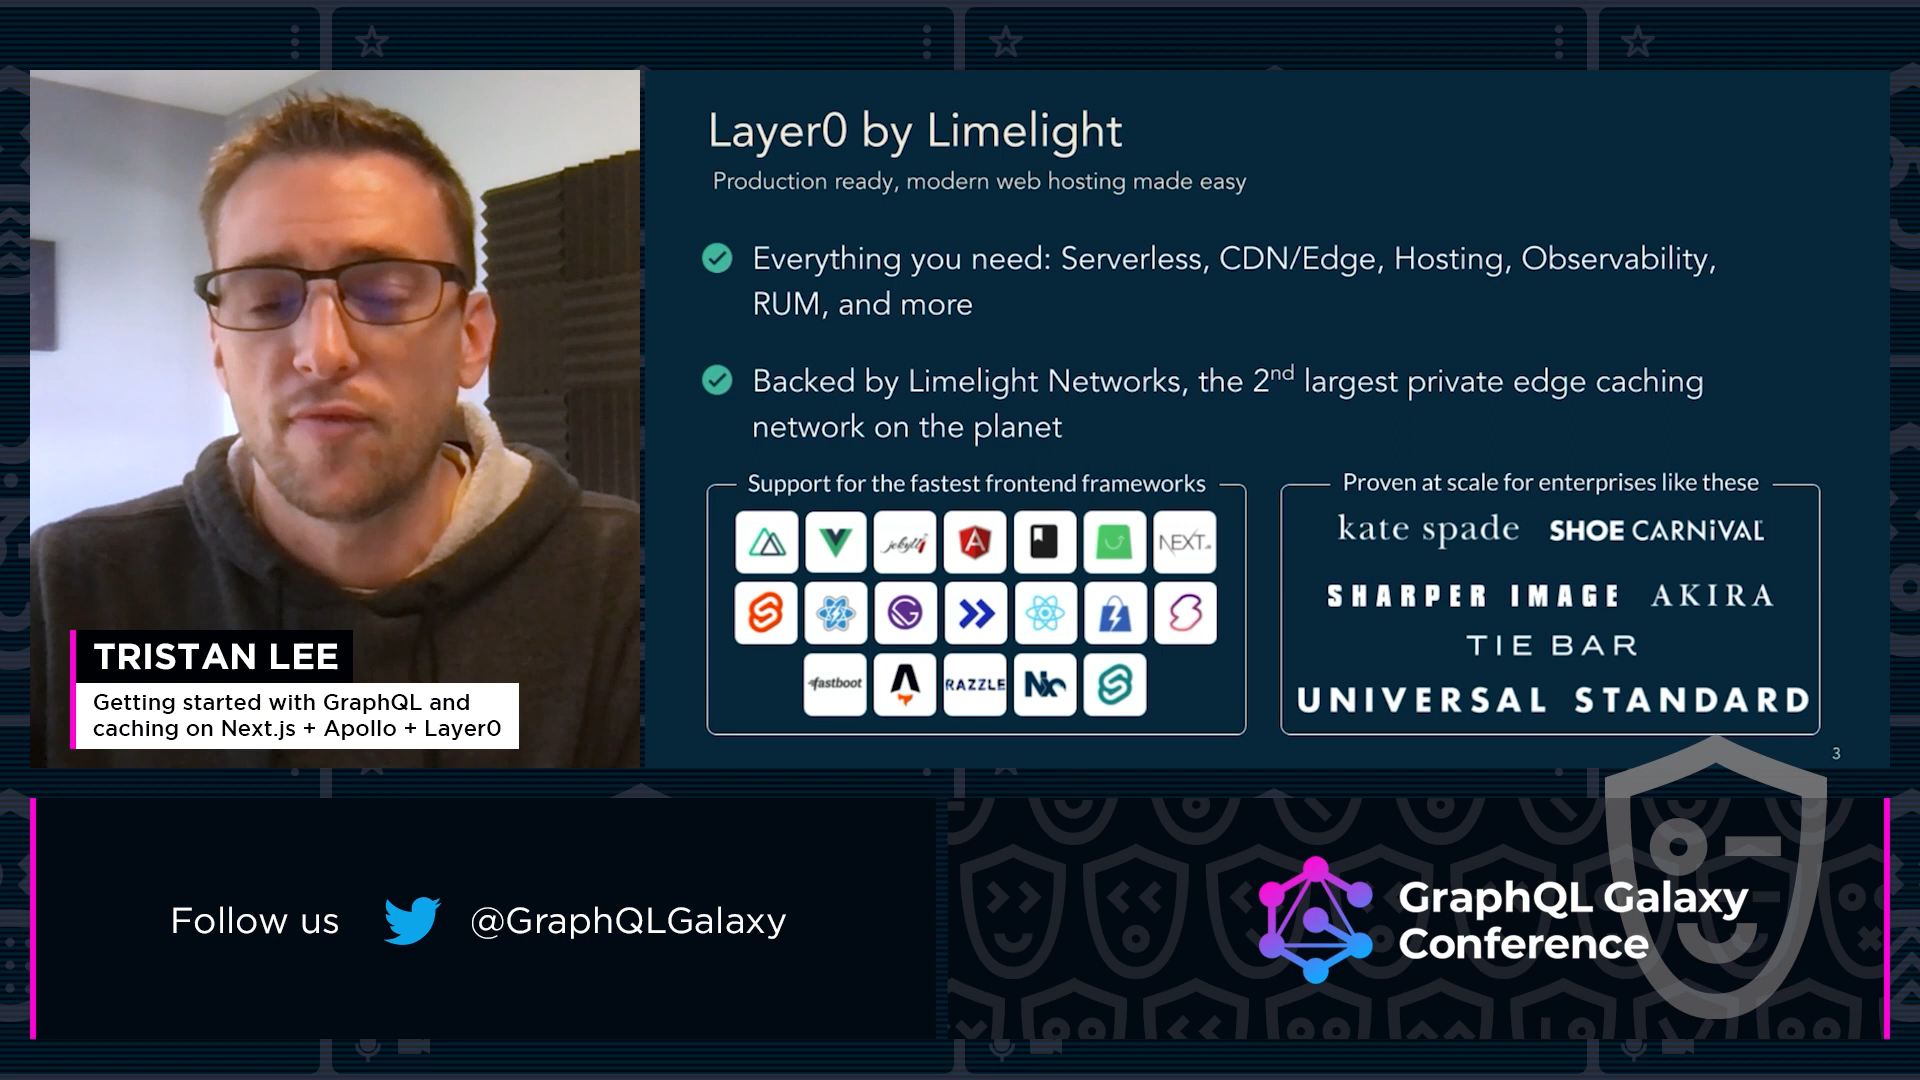 Layer0 by Limelight
Production ready, modern web hosting made easy
Everything you need: Serverless, CDN/Edge, Hosting, Observability,
RUM, and more
Backed by Limelight Networks, the 2nd largest private edge caching
network on the planet
Support for the fastest frontend frameworks
jekyll
NEXT.JS
fastboot
RAZZLE
Nx
Proven at scale for enterprises like these
kate spade SHOE CARNiVAL
SHARPER IMAGE AKIRA
TIE BAR
UNIVERSAL STANDARD
3
TRISTAN LEE
Getting started with GraphQL and
caching on Next.js + Apollo + Layer0
Follow us @GraphQLGalaxy
GraphQL Galaxy
Conference